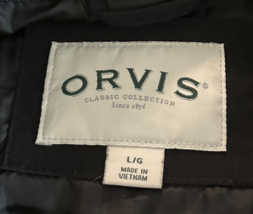 ORVIS®
CLASSIC COLLECTION
Since 1856
L/G
MADE IN
VIETNAM